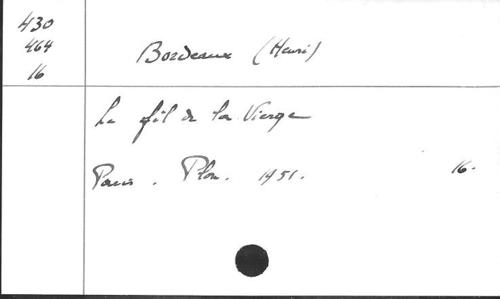 430
464
16
Bordeaux (Henri)
Le fil de la Vierge
Paris. Plon. 1951. 16.